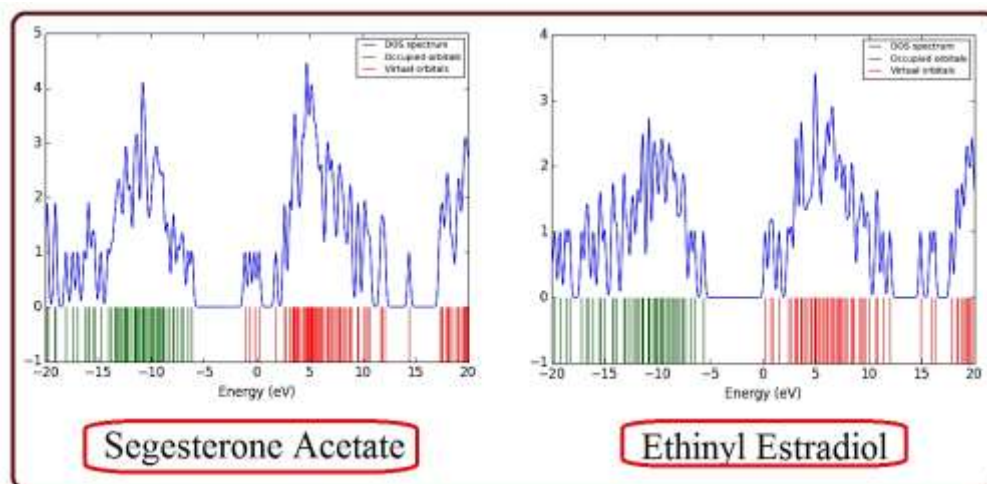 5
4
3
2
1
0
−1
−20 −15 −10 −5 0 5 10 15 20
Energy (eV)
DOS spectrum
Occupied orbitals
Virtual orbitals
Segesterone Acetate
4
3
2
1
0
−1
−20 −15 −10 −5 0 5 10 15 20
Energy (eV)
DOS spectrum
Occupied orbitals
Virtual orbitals
Ethinyl Estradiol